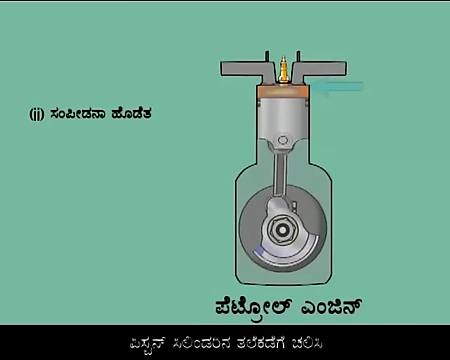 (ii) ಸಂಪೀಡನಾ ಹೊಡೆತ
ಪೆಟ್ರೋಲ್ ಎಂಜಿನ್
ಪಿಸ್ಟನ್ ಸಿಲಿಂಡರಿನ ತಲೆಕಡೆಗೆ ಚಲಿಸಿ